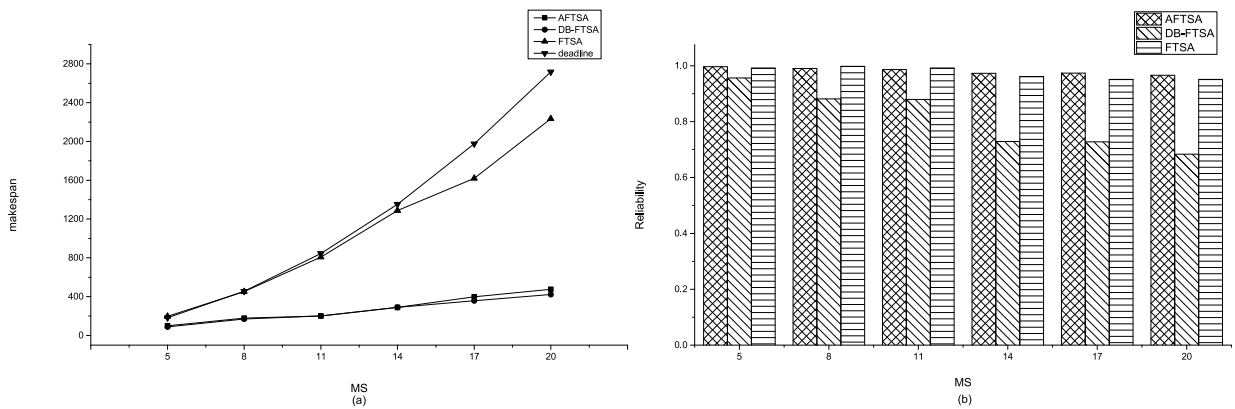 AFTSA
DB-FTSA
FTSA
deadline
2800
2400
2000
1600
1200
800
400
0
makespan
5 8 11 14 17 20
MS
(a)
AFTSA
DB-FTSA
FTSA
1.0
0.8
0.6
0.4
0.2
0.0
Reliability
5 8 11 14 17 20
MS
(b)